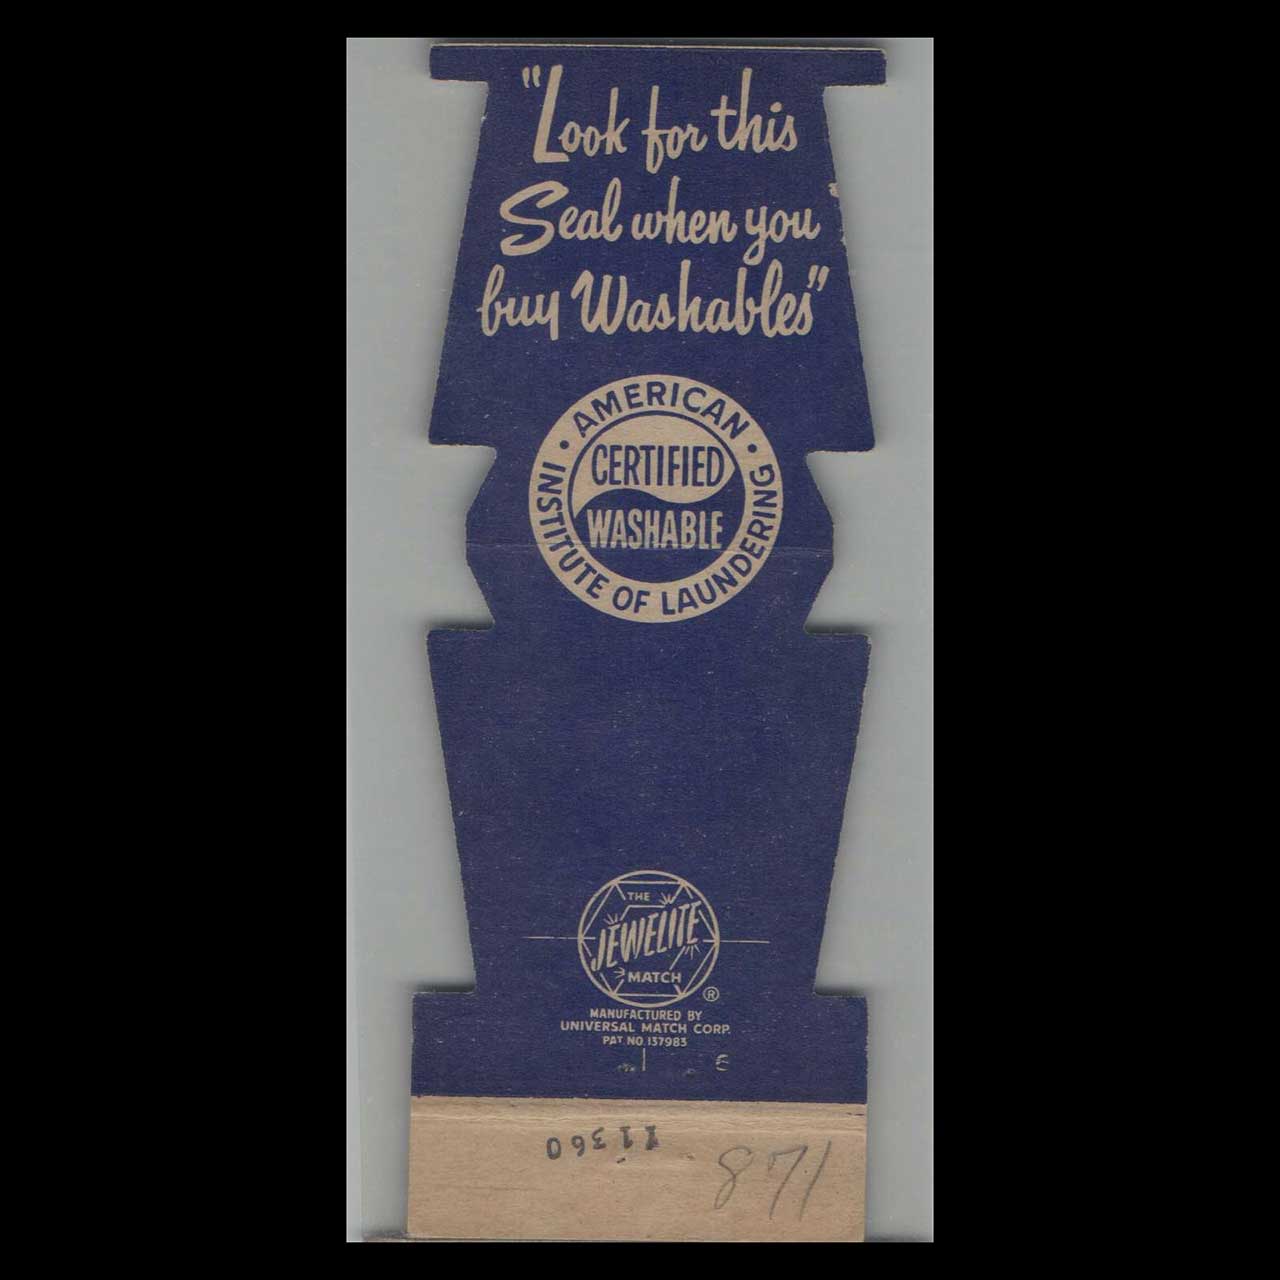 "Look for this
Seal when you
buy Washables"
AMERICAN
CERTIFIED
WASHABLE
INSTITUTE OF LAUNDERING
THE
JEWELITE
MATCH
®
MANUFACTURED BY
UNIVERSAL MATCH CORP.
PAT NO 137983
11360
871